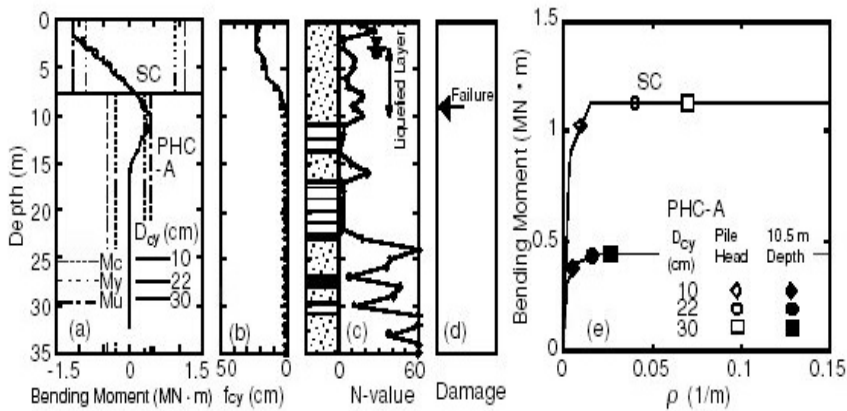 0
5
10
15
20
25
30
35
Depth (m)
SC
PHC
-A
Dcy (cm)
Mc 10
My 22
Mu 30
(a)
-1.5 0 1.5
Bending Moment (MN · m)
(b)
50 0
fcy (cm)
Liquefied Layer
(c)
0 60
N-value
Failure
(d)
Damage
1.5
1
0.5
0
Bending Moment (MN · m)
SC
PHC-A
Dcy Pile 10.5 m
(cm) Head Depth
10
22
30
(e)
0 0.05 0.1 0.15
ρ (1/m)